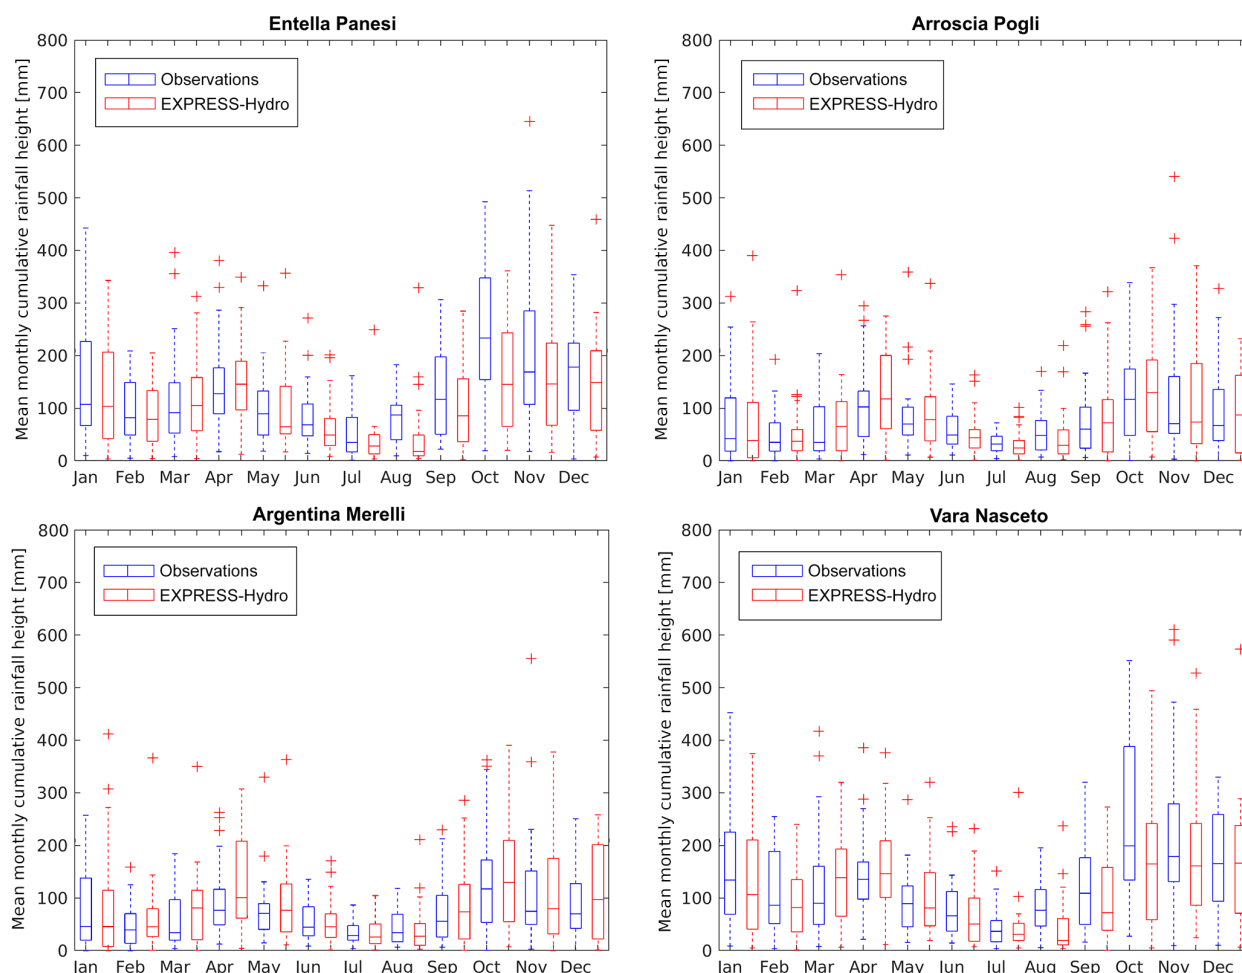 Entella Panesi
Mean monthly cumulative rainfall height [mm]
800
700
600
500
400
300
200
100
0
Observations
EXPRESS-Hydro
Jan Feb Mar Apr May Jun Jul Aug Sep Oct Nov Dec
Arroscia Pogli
Mean monthly cumulative rainfall height [mm]
800
700
600
500
400
300
200
100
0
Observations
EXPRESS-Hydro
Jan Feb Mar Apr May Jun Jul Aug Sep Oct Nov Dec
Argentina Merelli
Mean monthly cumulative rainfall height [mm]
800
700
600
500
400
300
200
100
0
Observations
EXPRESS-Hydro
Jan Feb Mar Apr May Jun Jul Aug Sep Oct Nov Dec
Vara Nasceto
Mean monthly cumulative rainfall height [mm]
800
700
600
500
400
300
200
100
0
Observations
EXPRESS-Hydro
Jan Feb Mar Apr May Jun Jul Aug Sep Oct Nov Dec